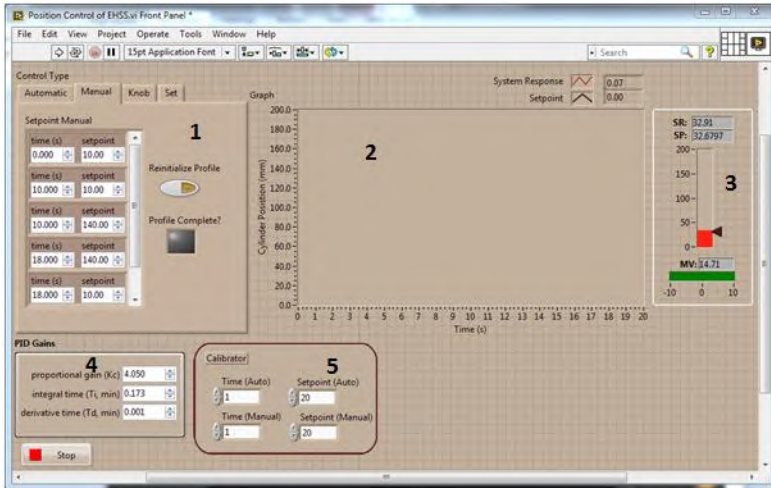 Position Control of EHSS.vi Front Panel *
File Edit View Project Operate Tools Window Help
15pt Application Font
Search
Control Type
Automatic Manual Knob Set
Setpoint Manual
time (s) setpoint
0.000 10.00
time (s) setpoint
10.000 10.00
time (s) setpoint
10.000 140.00
time (s) setpoint
18.000 140.00
time (s) setpoint
18.000 10.00
1
Reinitialize Profile
Profile Complete?
Graph
System Response 0.07
Setpoint 0.00
2
Cylinder Posistion (mm)
200.0
180.0
160.0
140.0
120.0
100.0
80.0
60.0
40.0
20.0
0.0
0 1 2 3 4 5 6 7 8 9 10 11 12 13 14 15 16 17 18 19 20
Time (s)
SR: 32.91
SP: 32.6797
200
150
100
50
0
3
MV: 14.71
-10 0 10
PID Gains
4
proportional gain (Kc) 4.050
integral time (Ti, min) 0.173
derivative time (Td, min) 0.001
Calibrator
5
Time (Auto) Setpoint (Auto)
1 20
Time (Manual) Setpoint (Manual)
1 20
Stop